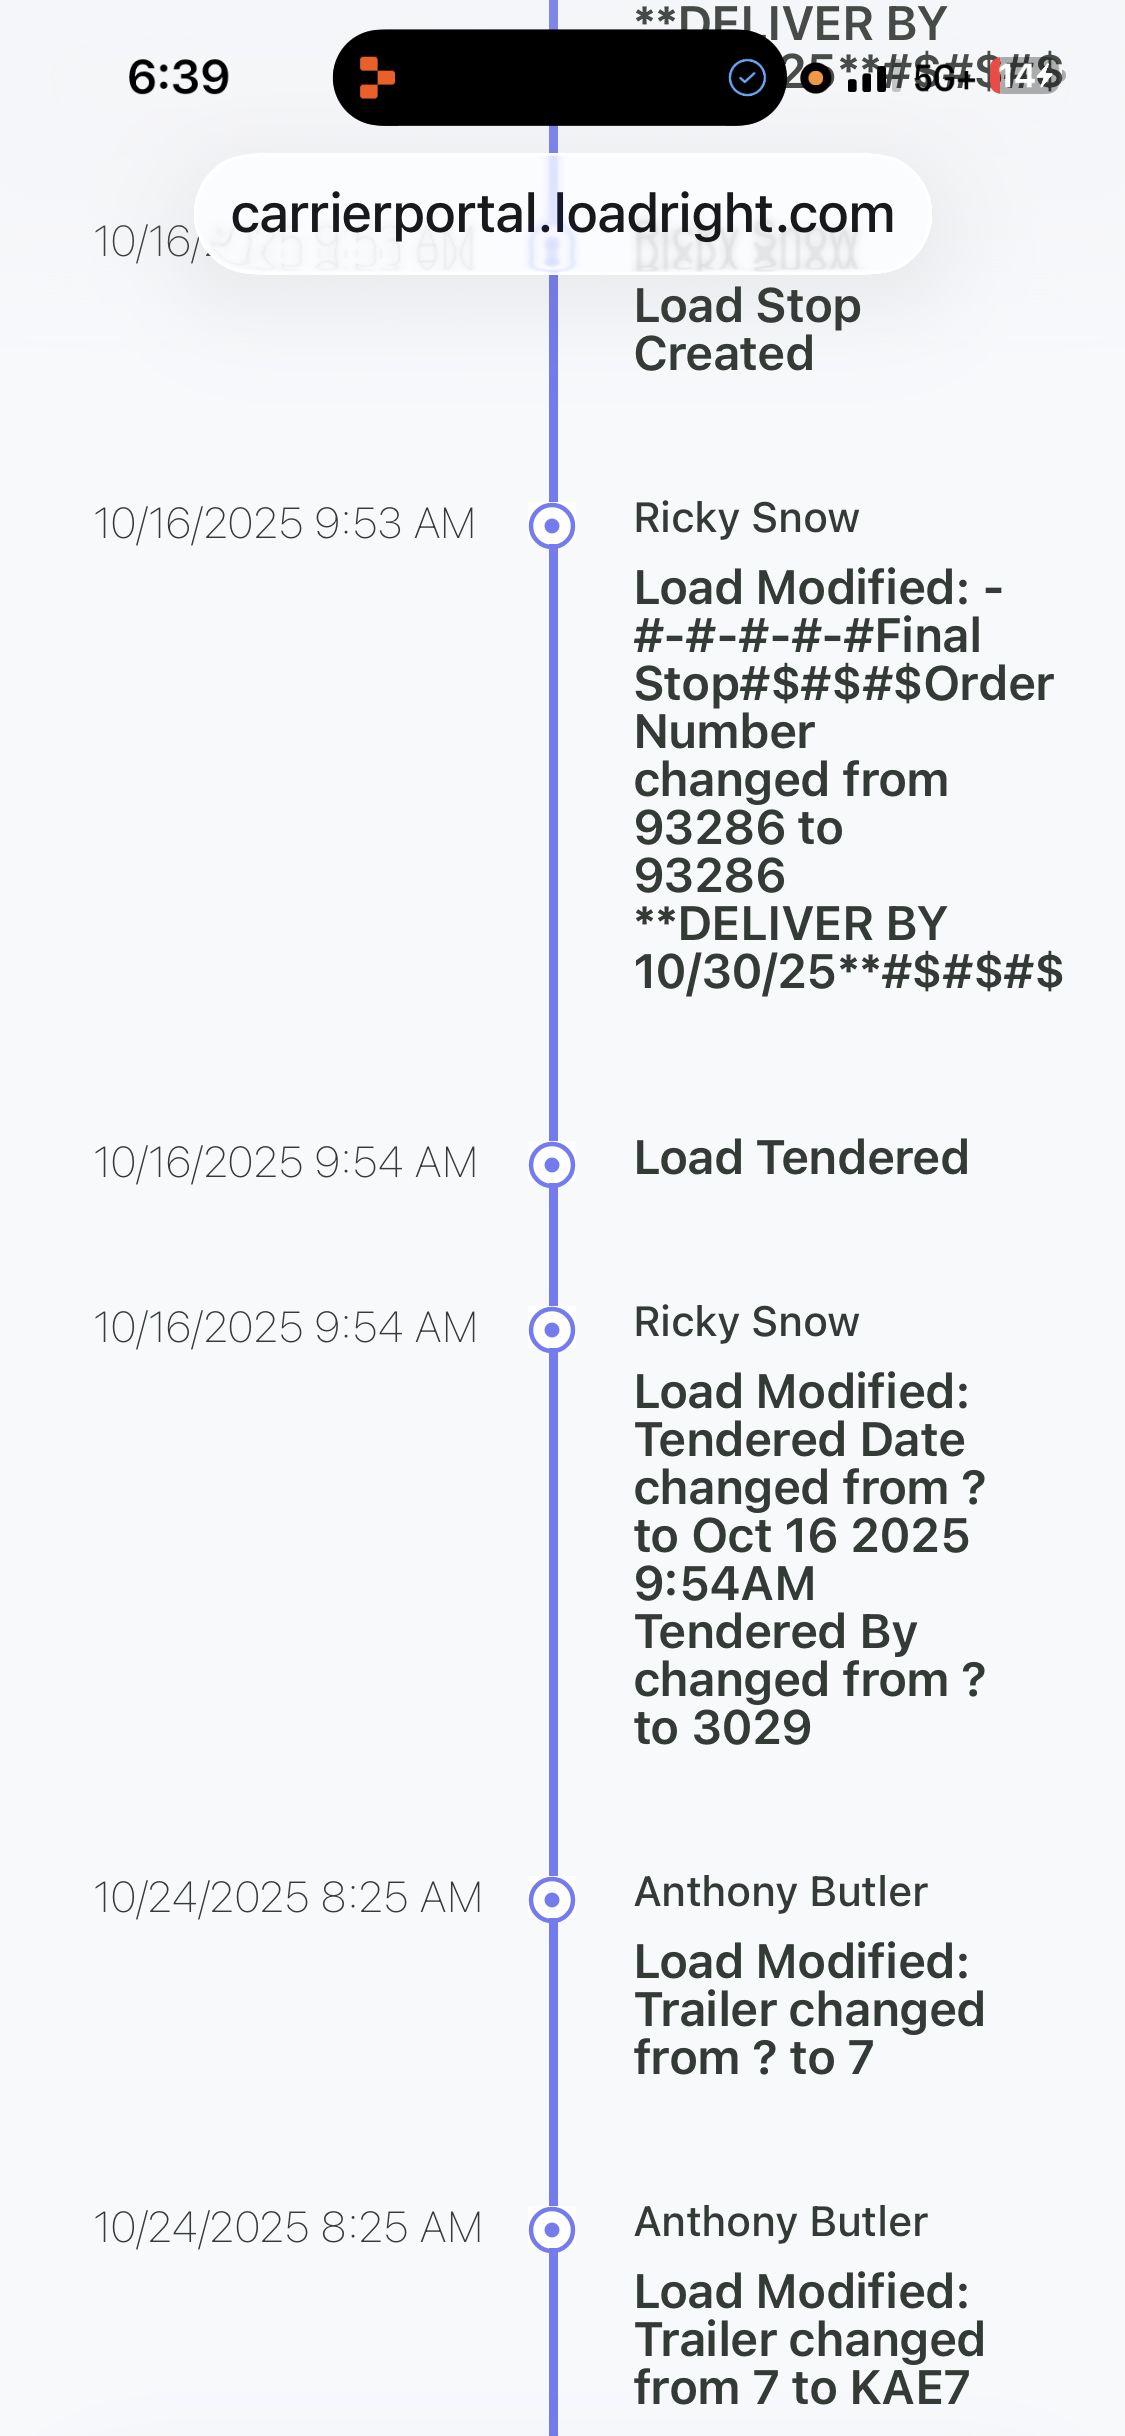 **DELIVER BY
6:39
25**#$#$#$
5G+
14
carrierportal.loadright.com
10/16/
Ricky Snow
Load Stop
Created
10/16/2025 9:53 AM
Ricky Snow
Load Modified: -
#-#-#-#-#Final
Stop#$#$#$Order
Number
changed from
93286 to
93286
**DELIVER BY
10/30/25**#$#$#$
10/16/2025 9:54 AM
Load Tendered
10/16/2025 9:54 AM
Ricky Snow
Load Modified:
Tendered Date
changed from ?
to Oct 16 2025
9:54AM
Tendered By
changed from ?
to 3029
10/24/2025 8:25 AM
Anthony Butler
Load Modified:
Trailer changed
from ? to 7
10/24/2025 8:25 AM
Anthony Butler
Load Modified:
Trailer changed
from 7 to KAE7